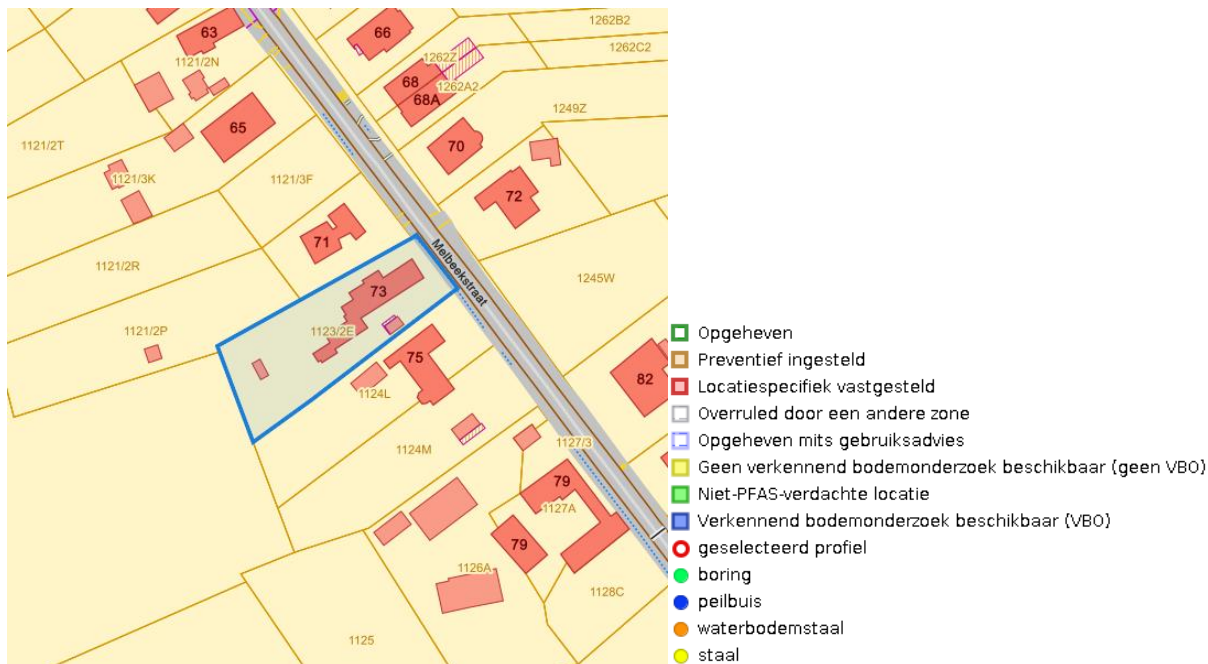 63
1121/2N
66
1262B2
1262C2
1262Z
68
1262A2
68A
1249Z
65
1121/2T
70
1121/3K
1121/3F
72
71
Meibeekstraat
1121/2R
1245W
73
1121/2P
1123/2E
75
82
1124L
1124M
1127/3
79
1127A
79
1126A
1128C
1125
Opgeheven
Preventief ingesteld
Locatiespecifiek vastgesteld
Overruled door een andere zone
Opgeheven mits gebruiksadvies
Geen verkennend bodemonderzoek beschikbaar (geen VBO)
Niet-PFAS-verdachte locatie
Verkennend bodemonderzoek beschikbaar (VBO)
geselecteerd profiel
boring
peilbuis
waterbodemstaal
staal